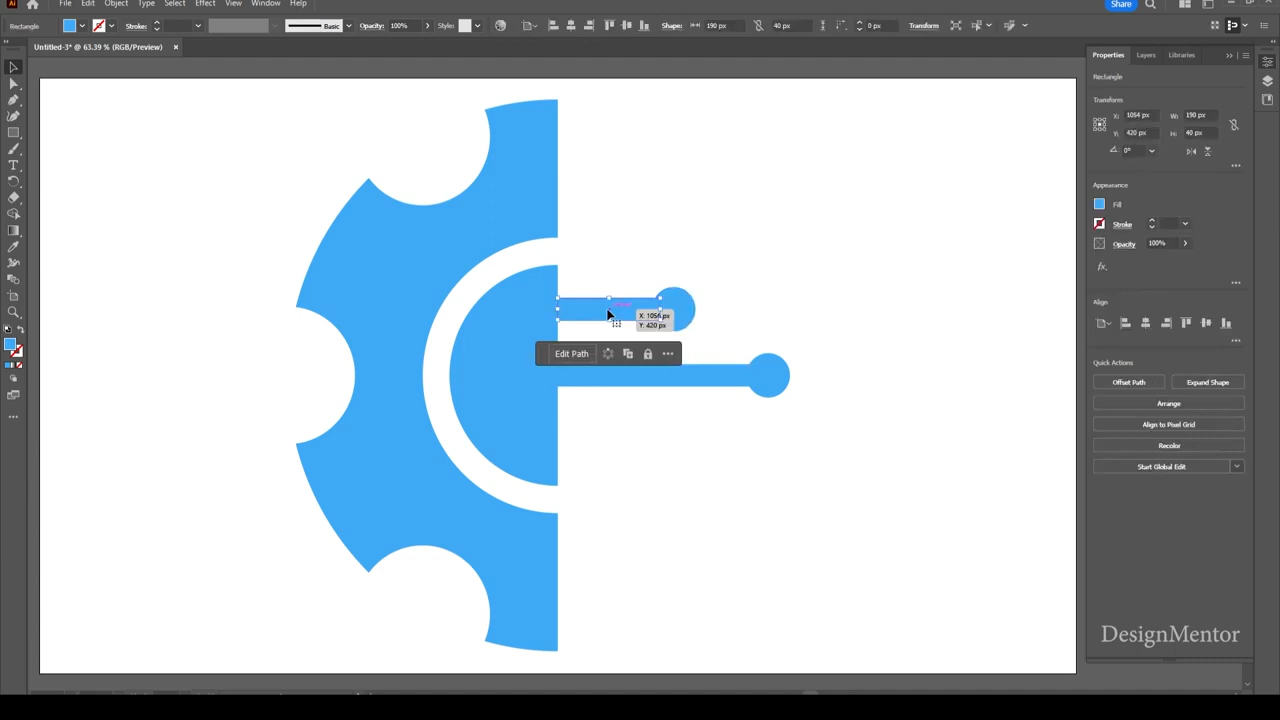 File Edit Object Type Select Effect View Window Help Share
Rectangle Stroke: Basic Opacity: 100% Style: Shape: 190 px 40 px 0 px Transform
Untitled-3* @ 63.39 % (RGB/Preview) ×
Properties Layers Libraries
Rectangle
Transform
X: 1054 px W: 190 px
Y: 420 px H: 40 px
0°
Appearance
Fill
Stroke
Opacity 100%
fx.
Align
Quick Actions
Offset Path Expand Shape
Arrange
Align to Pixel Grid
Recolor
Start Global Edit
X: 1056 px
Y: 420 px
Edit Path
DesignMentor